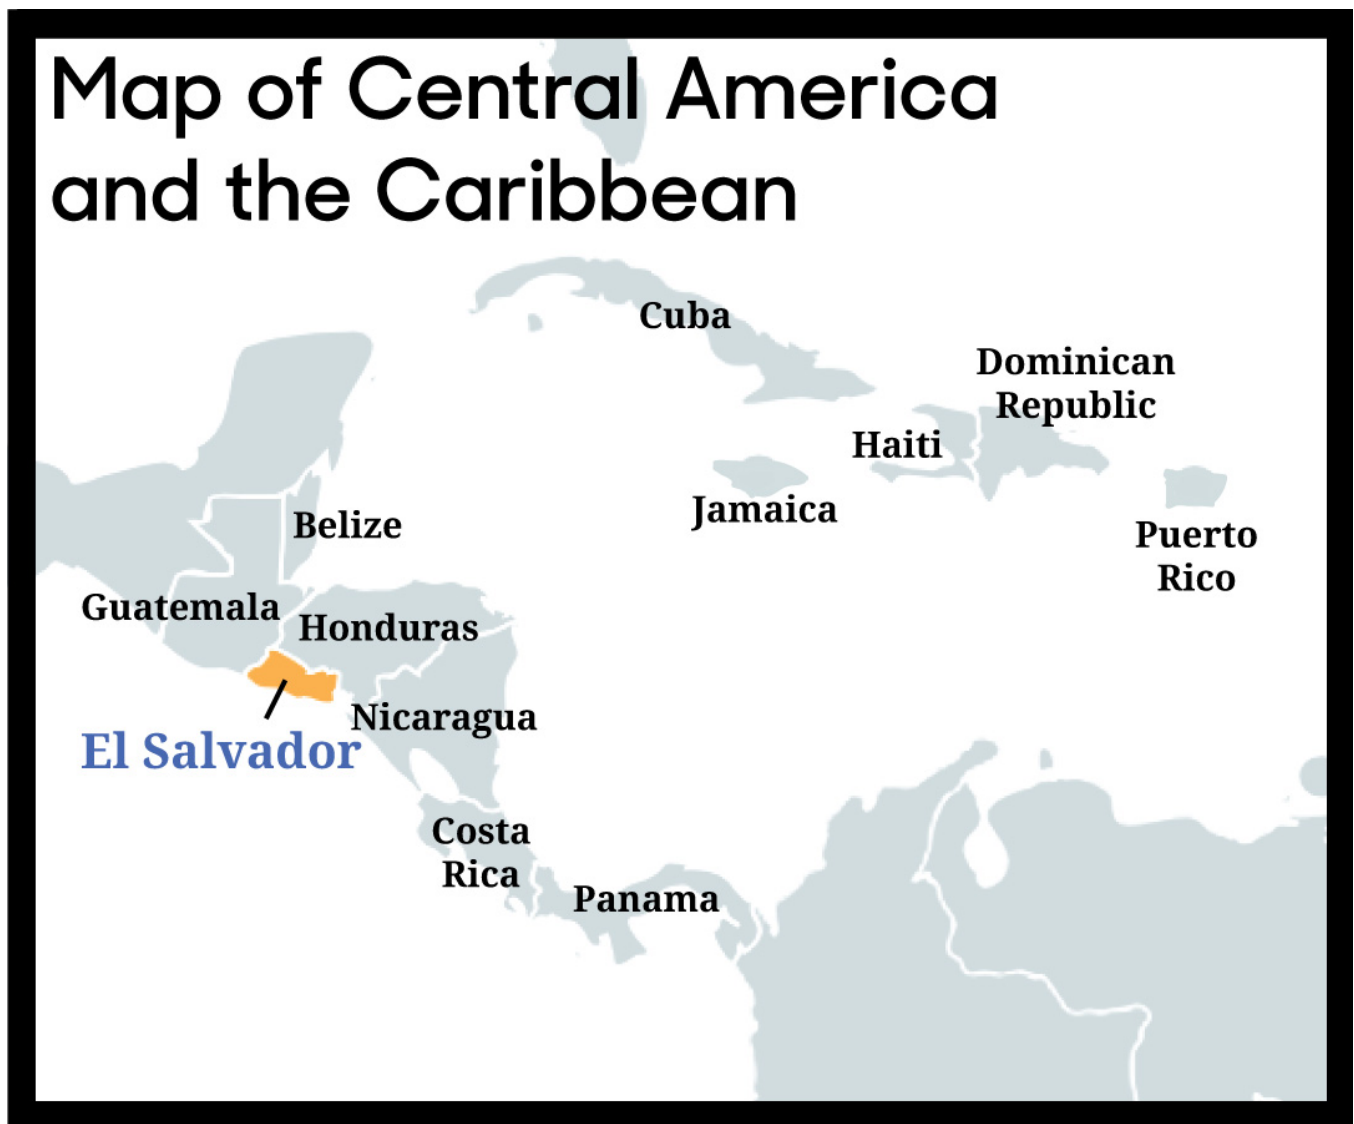 Map of Central America
and the Caribbean
Cuba
Dominican
Republic
Haiti
Jamaica
Puerto
Rico
Belize
Guatemala
Honduras
Nicaragua
El Salvador
Costa
Rica
Panama